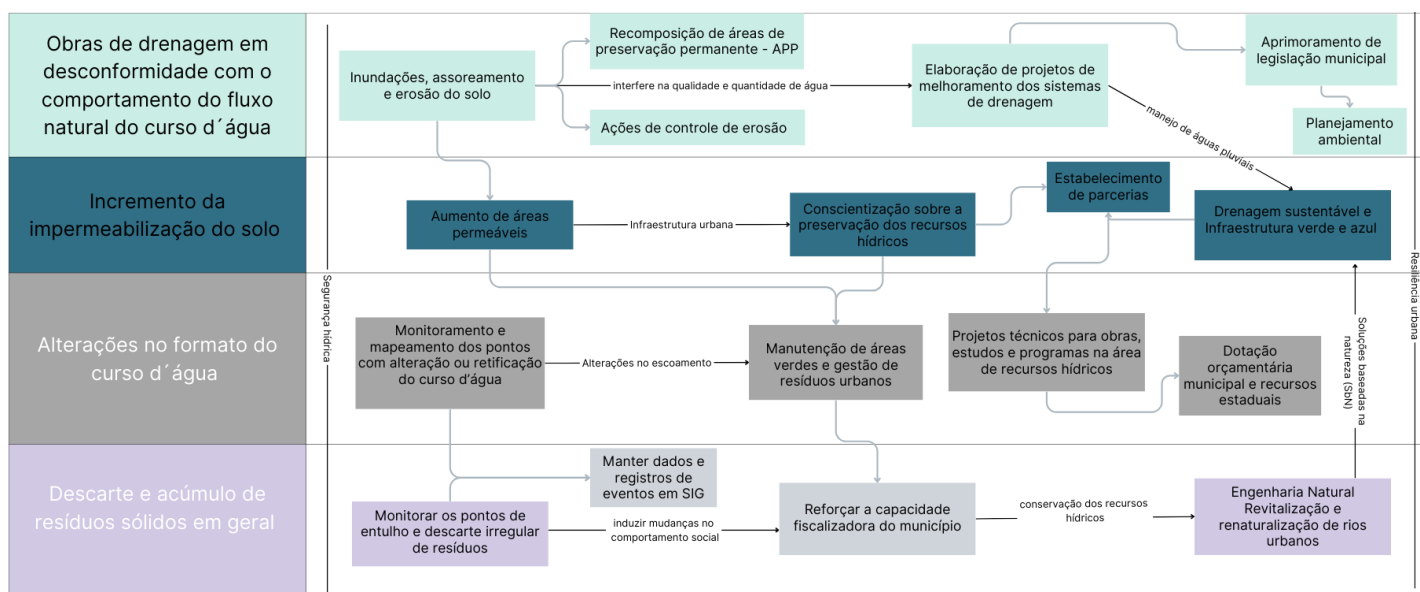 Obras de drenagem em
desconformidade com o
comportamento do fluxo
natural do curso d´água
Inundações, assoreamento
e erosão do solo
Recomposição de áreas de
preservação permanente - APP
interfere na qualidade e quantidade de água
Ações de controle de erosão
Elaboração de projetos de
melhoramento dos sistemas
de drenagem
Aprimoramento de
legislação municipal
Planejamento
ambiental
manejo de águas pluviais
Incremento da
impermeabilização do solo
Aumento de áreas
permeáveis
Infraestrutura urbana
Conscientização sobre a
preservação dos recursos
hídricos
Estabelecimento
de parcerias
Drenagem sustentável e
Infraestrutura verde e azul
Segurança hídrica
Resiliência urbana
Alterações no formato do
curso d´água
Monitoramento e
mapeamento dos pontos
com alteração ou retificação
do curso d’água
Alterações no escoamento
Manutenção de áreas
verdes e gestão de
resíduos urbanos
Projetos técnicos para obras,
estudos e programas na área
de recursos hídricos
Dotação
orçamentária
municipal e recursos
estaduais
Soluções baseadas na
natureza (SbN)
Descarte e acúmulo de
resíduos sólidos em geral
Manter dados e
registros de
eventos em SIG
Monitorar os pontos de
entulho e descarte irregular
de resíduos
induzir mudanças no
comportamento social
Reforçar a capacidade
fiscalizadora do município
conservação dos recursos
hídricos
Engenharia Natural
Revitalização e
renaturalização de rios
urbanos